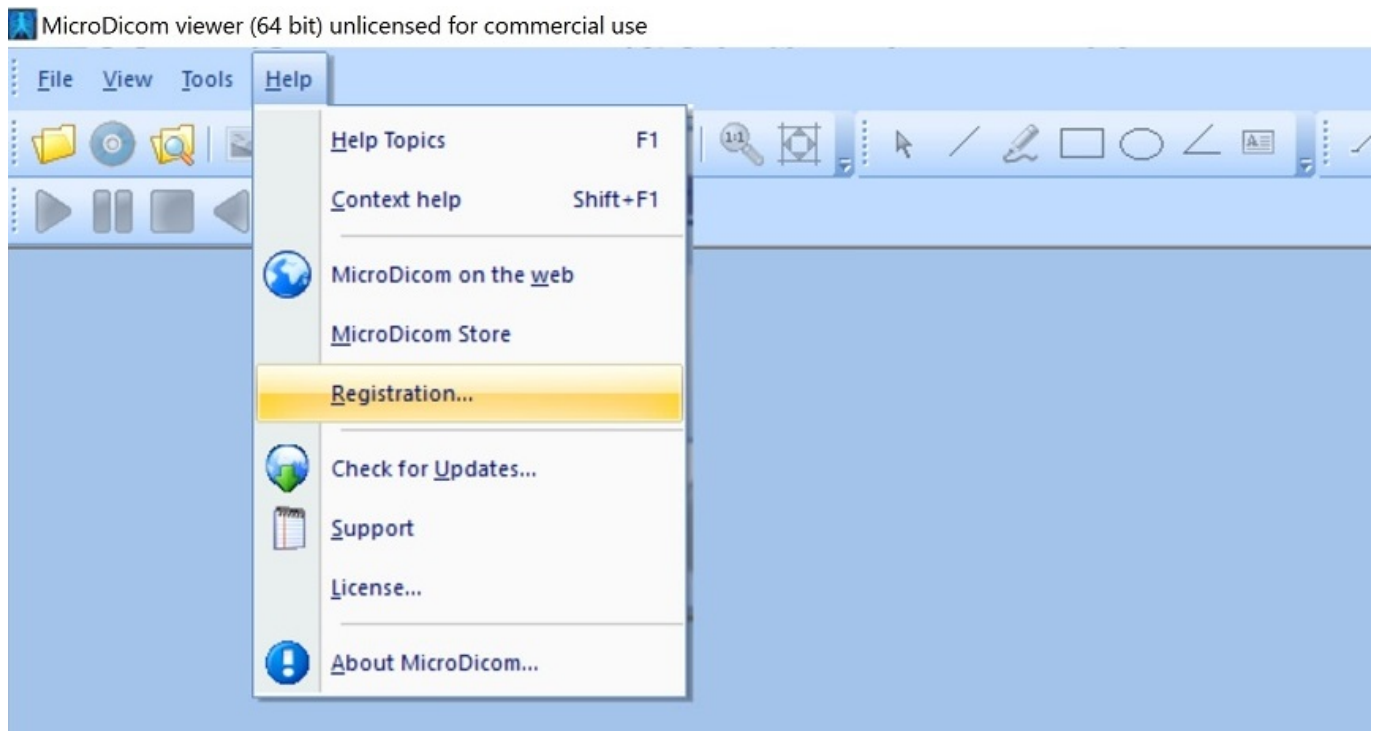 MicroDicom viewer (64 bit) unlicensed for commercial use
File View Tools Help
Help Topics F1
1:1 A
Context help Shift+F1
MicroDicom on the web
MicroDicom Store
Registration...
Check for Updates...
Support
License...
About MicroDicom...